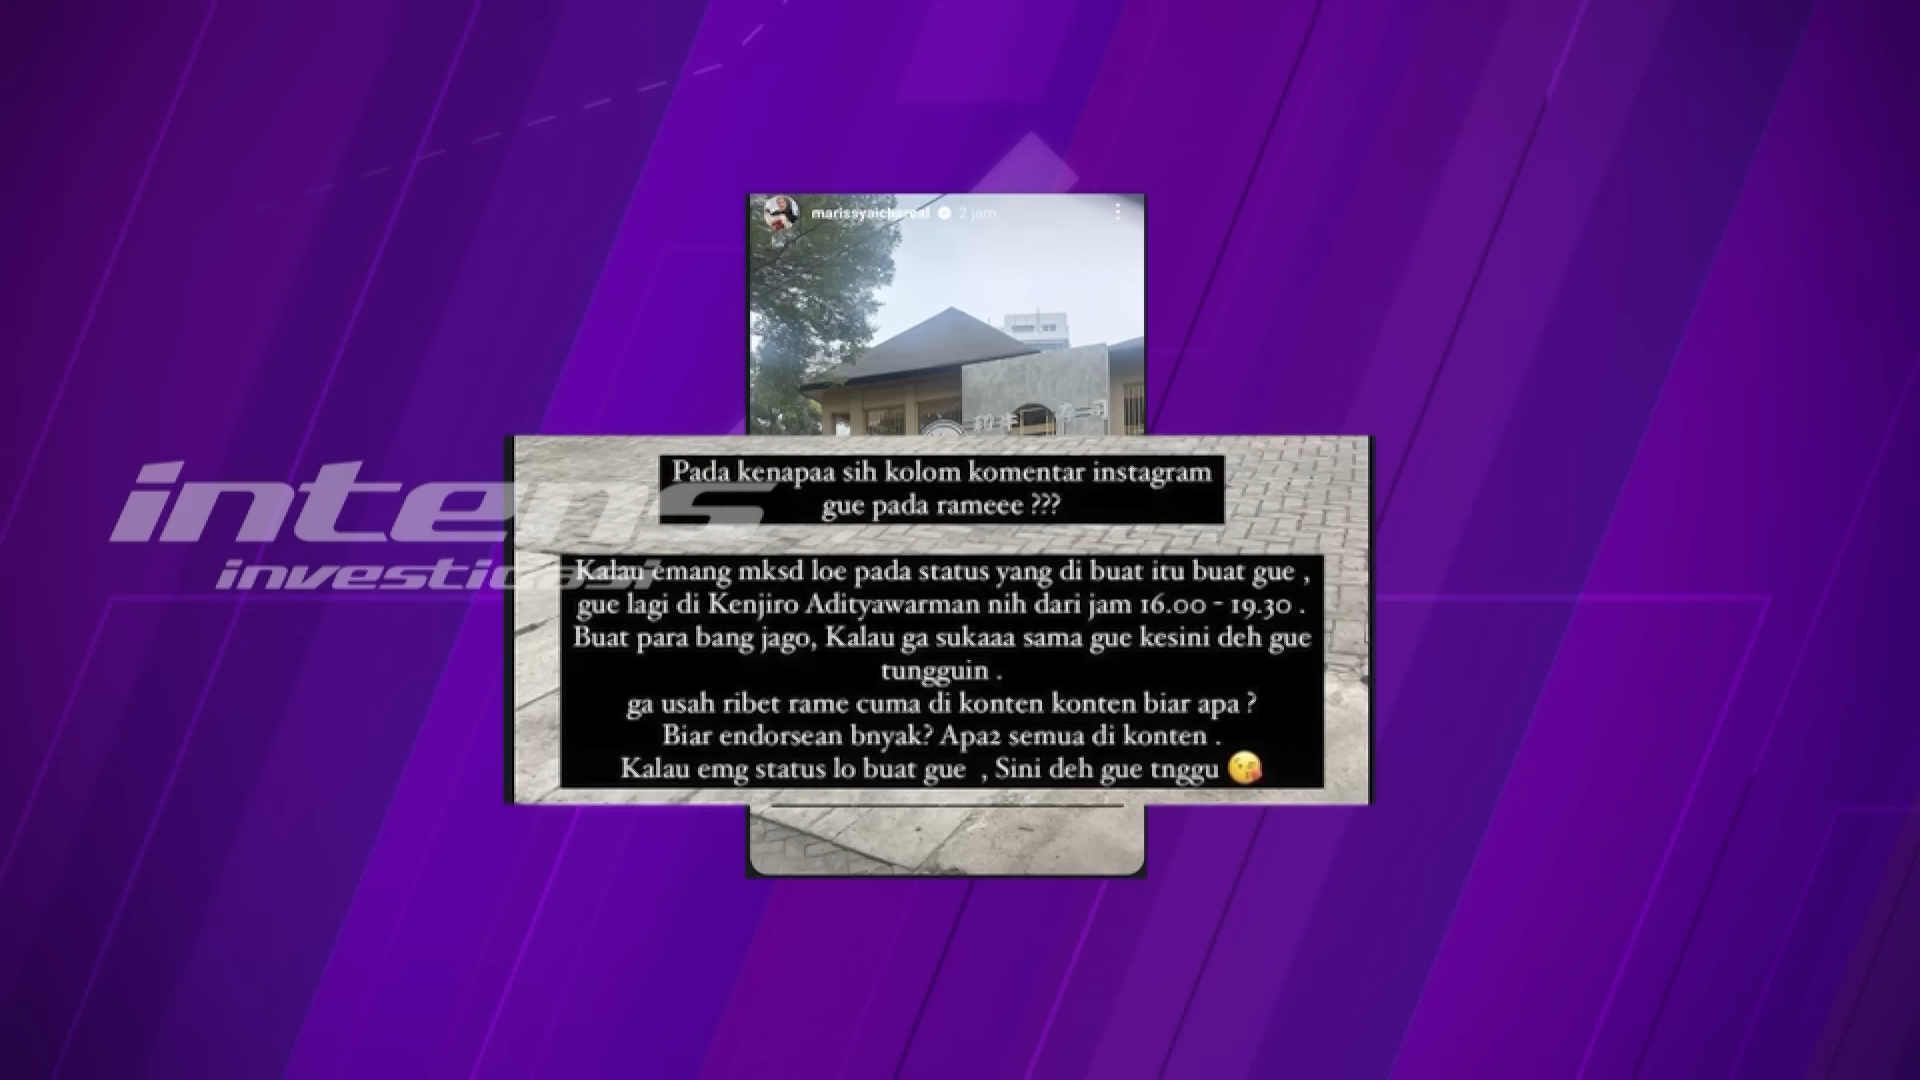 marissyaichareal 2 jam
intens
investigasi
Pada kenapaa sih kolom komentar instagram
gue pada rameee ???
Kalau emang mksd loe pada status yang di buat itu buat gue ,
gue lagi di Kenjiro Adityawarman nih dari jam 16.00 - 19.30 .
Buat para bang jago, Kalau ga sukaaa sama gue kesini deh gue
tungguin .
ga usah ribet rame cuma di konten konten biar apa ?
Biar endorsean bnyak? Apa2 semua di konten .
Kalau emg status lo buat gue , Sini deh gue tnggu 😘